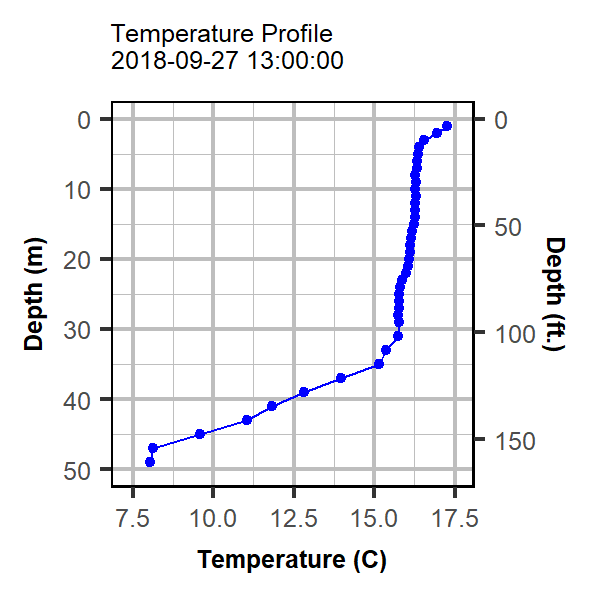 Temperature Profile
2018-09-27 13:00:00
0
10
20
30
40
50
Depth (m)
0
50
100
150
Depth (ft.)
7.5 10.0 12.5 15.0 17.5
Temperature (C)